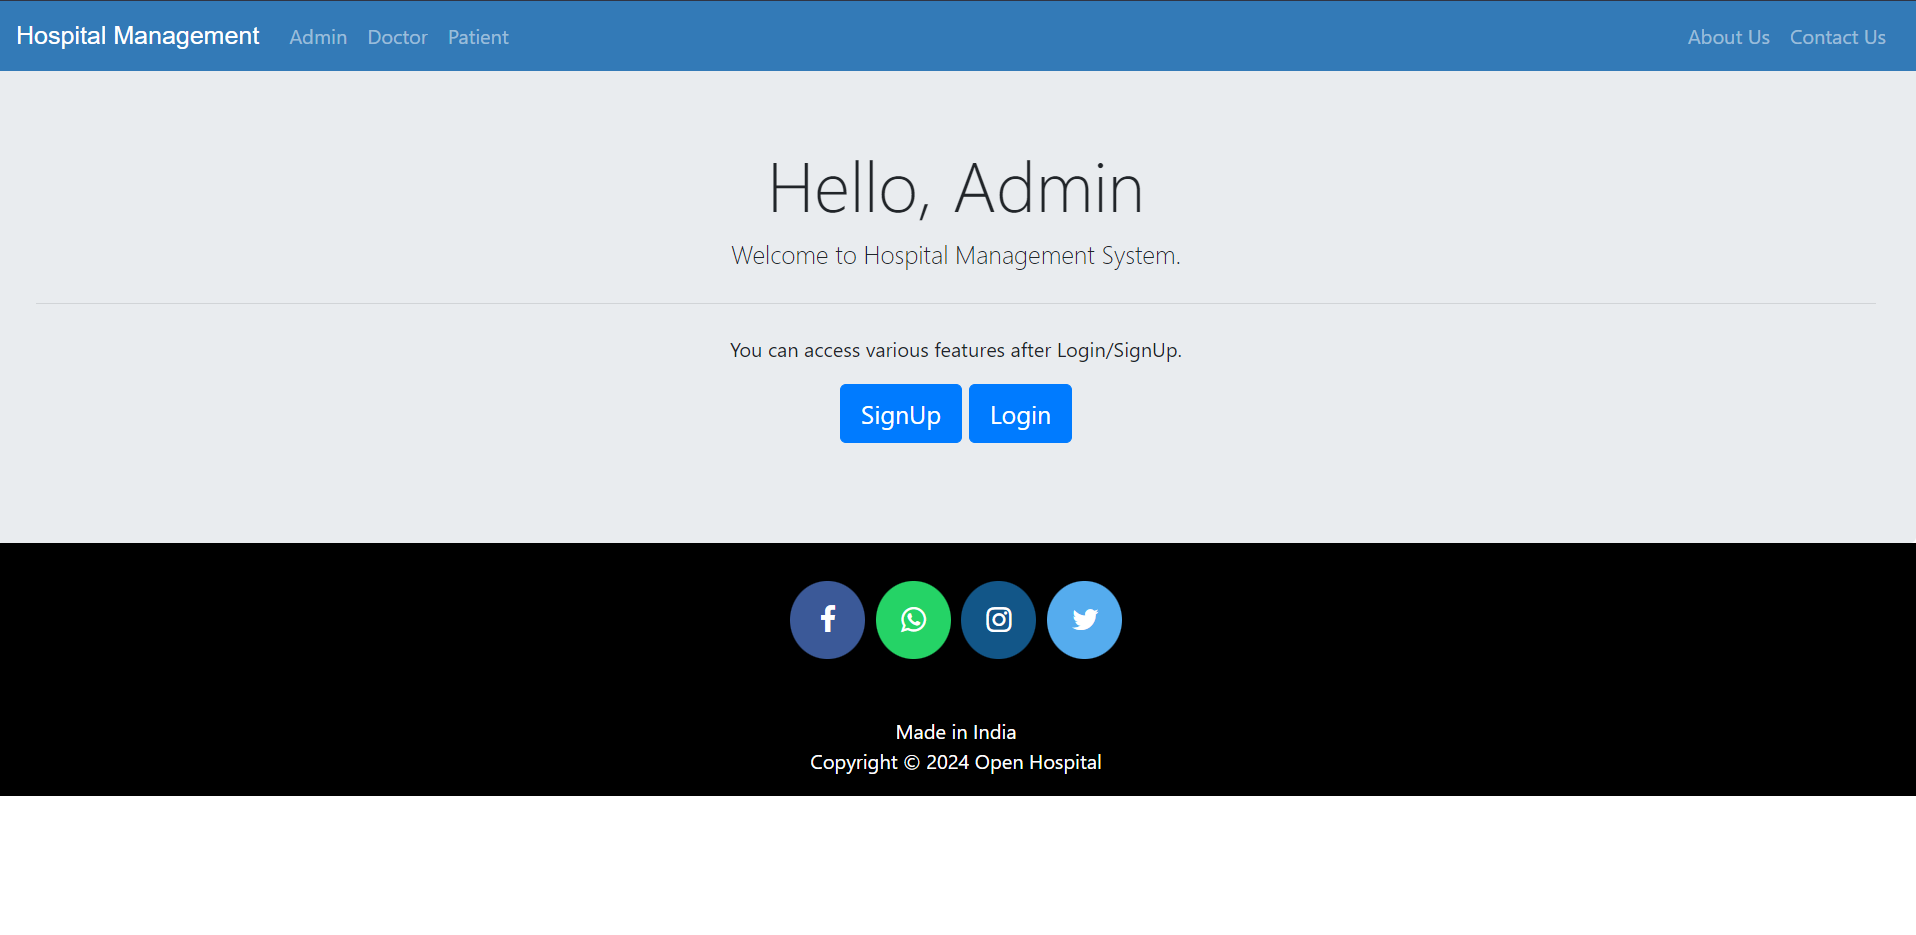 Hospital Management Admin Doctor Patient About Us Contact Us
Hello, Admin
Welcome to Hospital Management System.
You can access various features after Login/SignUp.
SignUp Login
Made in India
Copyright © 2024 Open Hospital